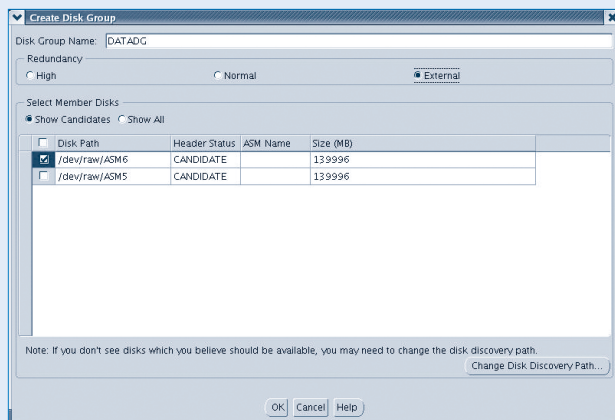 Create Disk Group
Disk Group Name: DATADG
Redundancy
High Normal External
Select Member Disks
Show Candidates Show All
Disk Path Header Status ASM Name Size (MB)
/dev/raw/ASM6 CANDIDATE 139996
/dev/raw/ASM5 CANDIDATE 139996
Note: If you don't see disks which you believe should be available, you may need to change the disk discovery path.
Change Disk Discovery Path...
OK Cancel Help